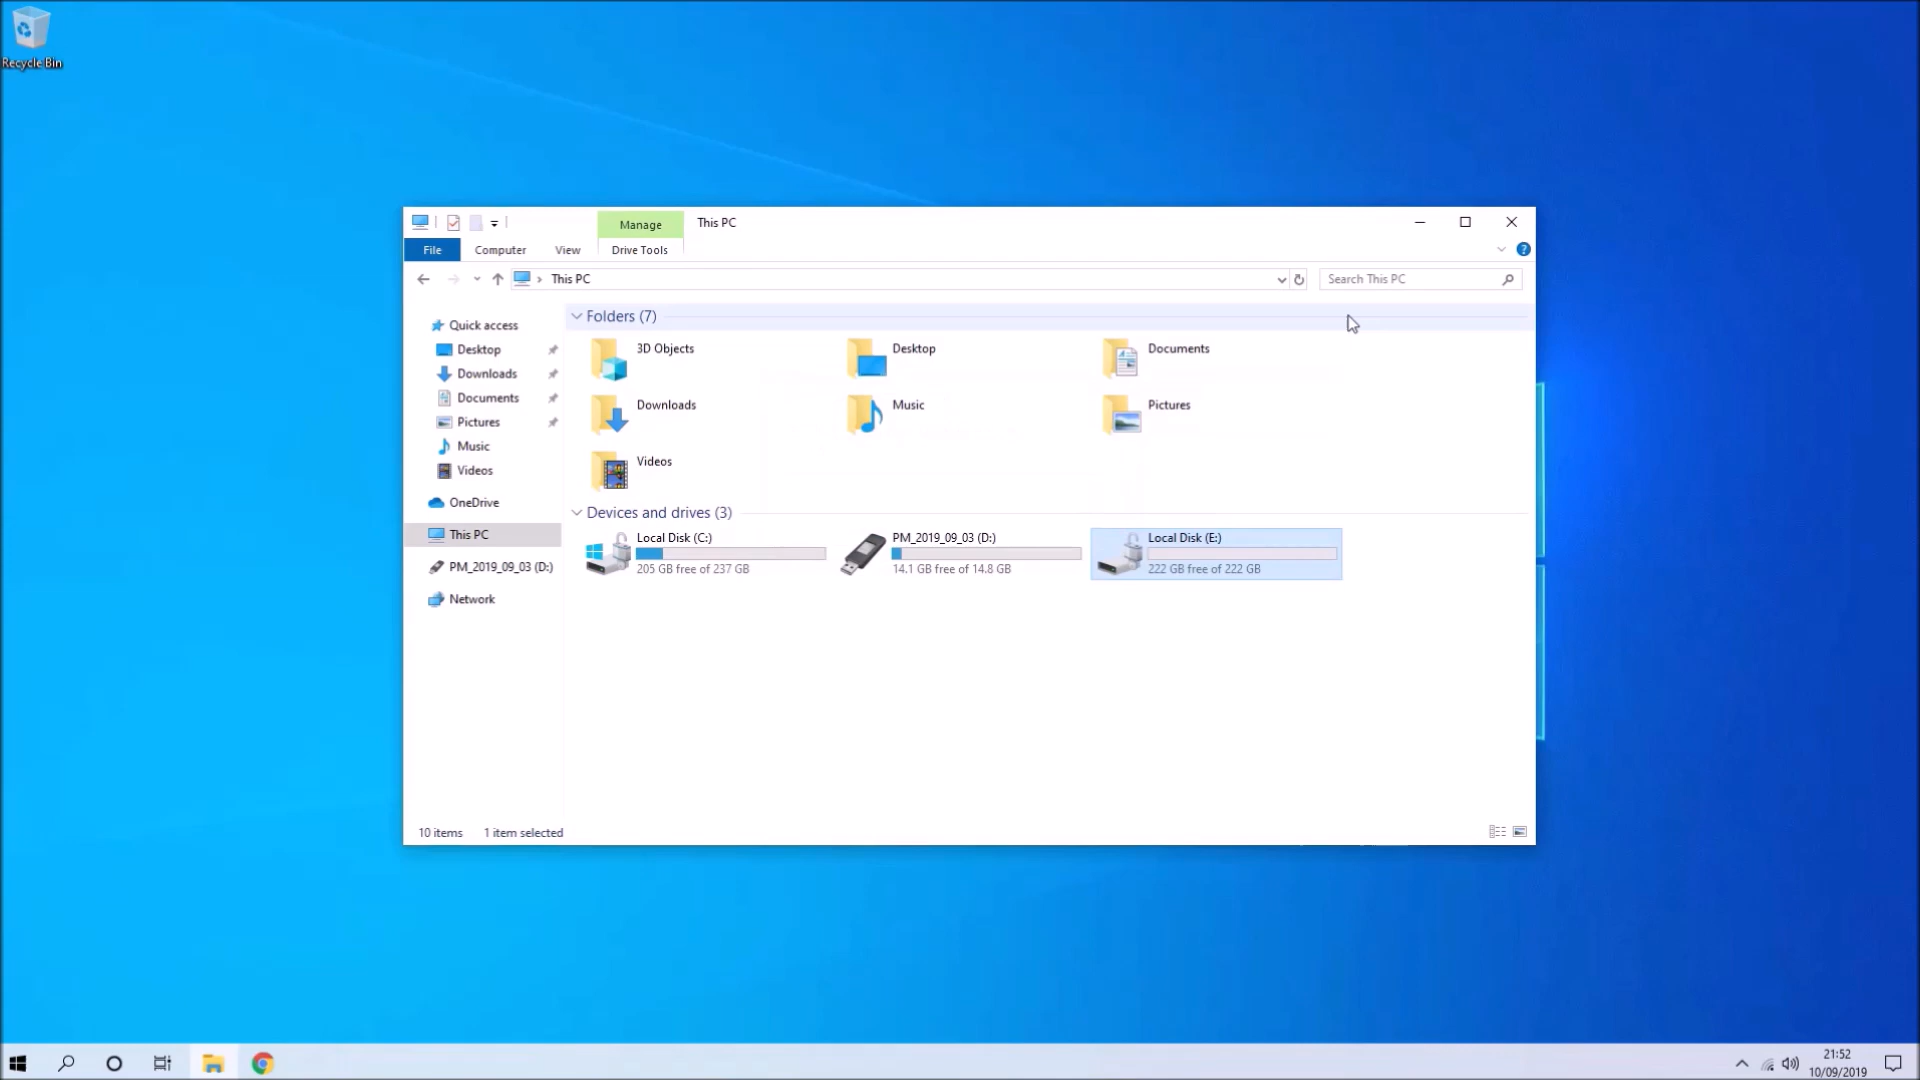 Recycle Bin
Manage
This PC
File
Computer
View
Drive Tools
This PC
Search This PC
Quick access
Desktop
Downloads
Documents
Pictures
Music
Videos
OneDrive
This PC
PM_2019_09_03 (D:)
Network
Folders (7)
3D Objects
Desktop
Documents
Downloads
Music
Pictures
Videos
Devices and drives (3)
Local Disk (C:)
205 GB free of 237 GB
PM_2019_09_03 (D:)
14.1 GB free of 14.8 GB
Local Disk (E:)
222 GB free of 222 GB
10 items
1 item selected
21:52
10/09/2019